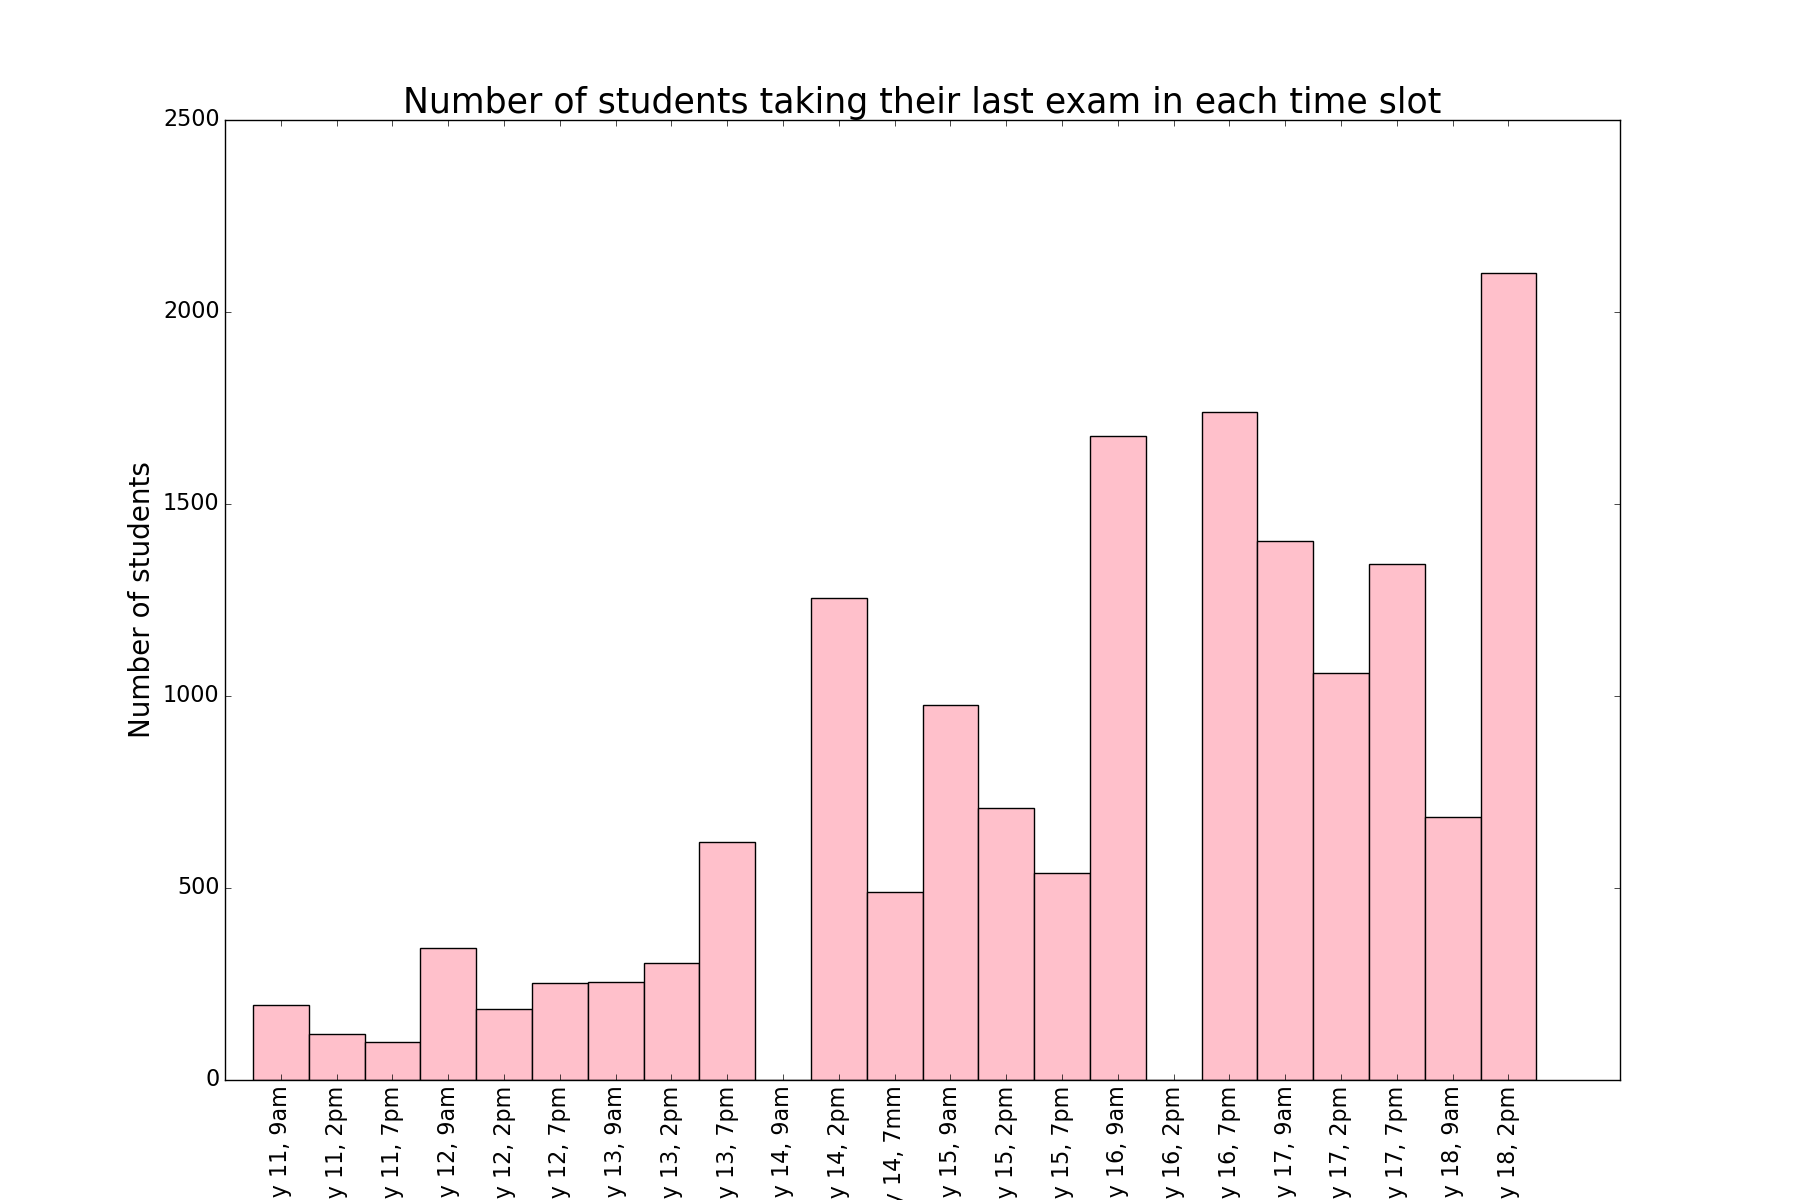 Number of students taking their last exam in each time slot
Number of students
2500
2000
1500
1000
500
0
y 11, 9am
y 11, 2pm
y 11, 7pm
y 12, 9am
y 12, 2pm
y 12, 7pm
y 13, 9am
y 13, 2pm
y 13, 7pm
y 14, 9am
y 14, 2pm
y 14, 7mm
y 15, 9am
y 15, 2pm
y 15, 7pm
y 16, 9am
y 16, 2pm
y 16, 7pm
y 17, 9am
y 17, 2pm
y 17, 7pm
y 18, 9am
y 18, 2pm